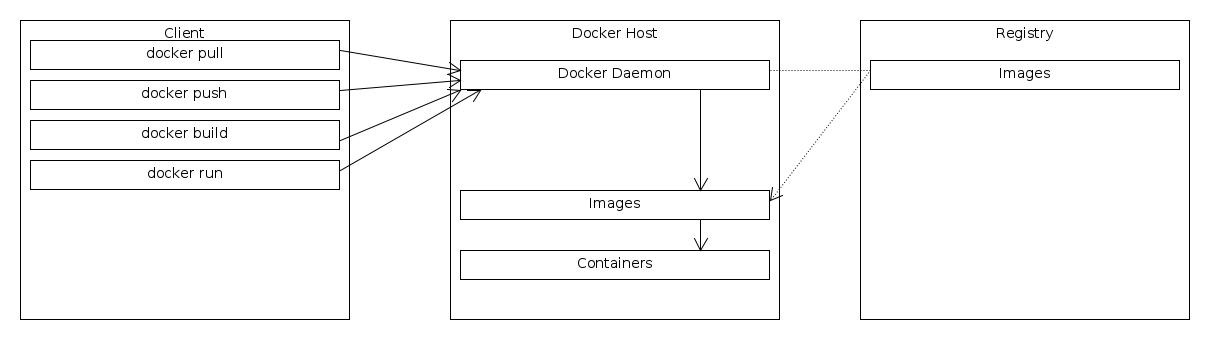 Client
docker pull
docker push
docker build
docker run
Docker Host
Docker Daemon
Images
Containers
Registry
Images